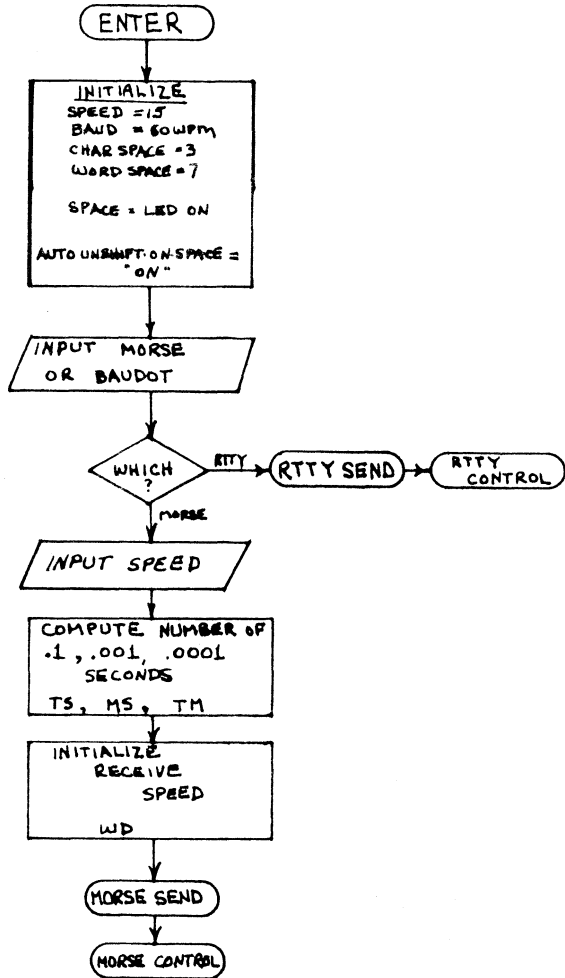 ENTER
INITIALIZE
SPEED = 15
BAUD = 60 WPM
CHAR SPACE = 3
WORD SPACE = 7
SPACE = LED ON
AUTO UNSHIFT-ON-SPACE =
"ON"
INPUT MORSE
OR BAUDOT
WHICH
?
RTTY
RTTY SEND
RTTY
CONTROL
MORSE
INPUT SPEED
COMPUTE NUMBER OF
.1, .001, .0001
SECONDS
TS, MS, TM
INITIALIZE
RECEIVE
SPEED
WD
MORSE SEND
MORSE CONTROL